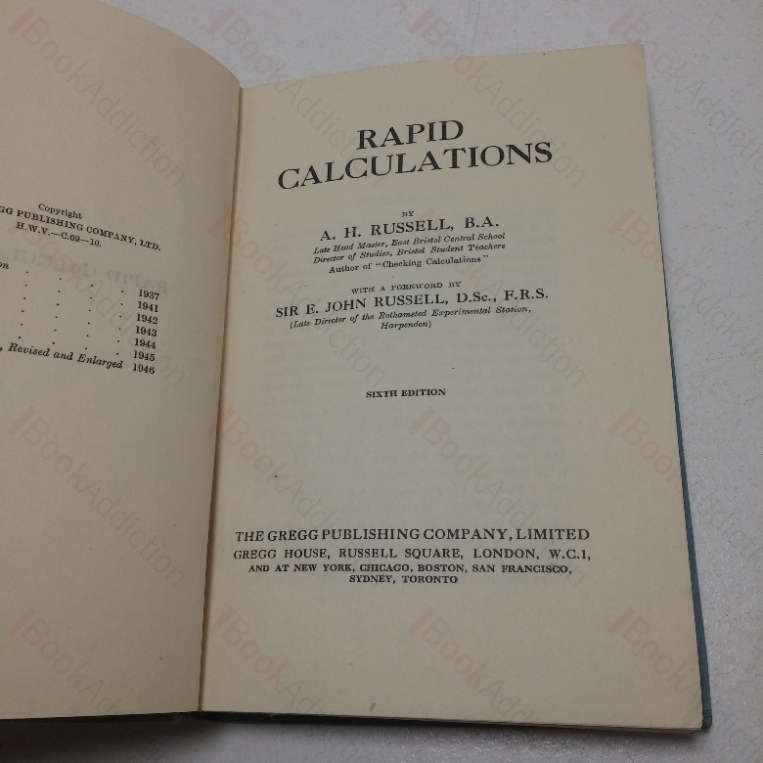 Copyright
GG PUBLISHING COMPANY, LTD.
H.W.V.—C.69—10.
on . . . . 1937
. . . . 1941
. . . . 1942
. . . . 1943
. . . . 1944
. . . . 1945
, Revised and Enlarged 1946
RAPID
CALCULATIONS
BY
A. H. RUSSELL, B.A.
Late Head Master, East Bristol Central School
Director of Studies, Bristol Student Teachers
Author of "Checking Calculations"
WITH A FOREWORD BY
SIR E. JOHN RUSSELL, D.Sc., F.R.S.
(Late Director of the Rothamsted Experimental Station,
Harpenden)
SIXTH EDITION
THE GREGG PUBLISHING COMPANY, LIMITED
GREGG HOUSE, RUSSELL SQUARE, LONDON, W.C.1,
AND AT NEW YORK, CHICAGO, BOSTON, SAN FRANCISCO,
SYDNEY, TORONTO
BookAddiction